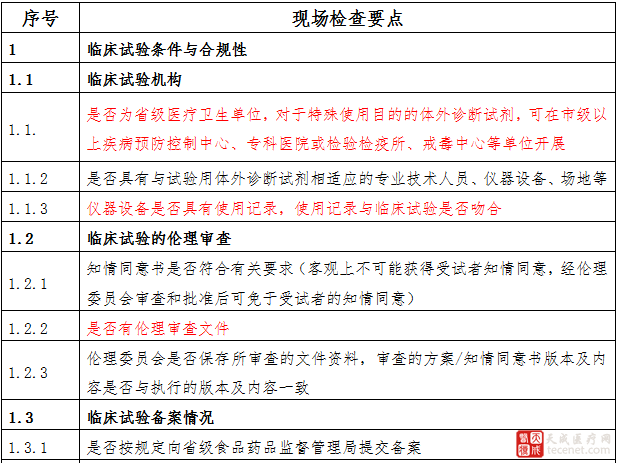 序号 现场检查要点
1 临床试验条件与合规性
1.1 临床试验机构
1.1. 是否为省级医疗卫生单位，对于特殊使用目的的体外诊断试剂，可在市级以
上疾病预防控制中心、专科医院或检验检疫所、戒毒中心等单位开展
1.1.2 是否具有与试验用体外诊断试剂相适应的专业技术人员、仪器设备、场地等
1.1.3 仪器设备是否具有使用记录，使用记录与临床试验是否吻合
1.2 临床试验的伦理审查
1.2.1 知情同意书是否符合有关要求（客观上不可能获得受试者知情同意，经伦理
委员会审查和批准后可免于受试者的知情同意）
1.2.2 是否有伦理审查文件
1.2.3 伦理委员会是否保存所审查的文件资料，审查的方案/知情同意书版本及内
容是否与执行的版本及内容一致
1.3 临床试验备案情况
1.3.1 是否按规定向省级食品药品监督管理局提交备案
天成医疗网
tecenet.com